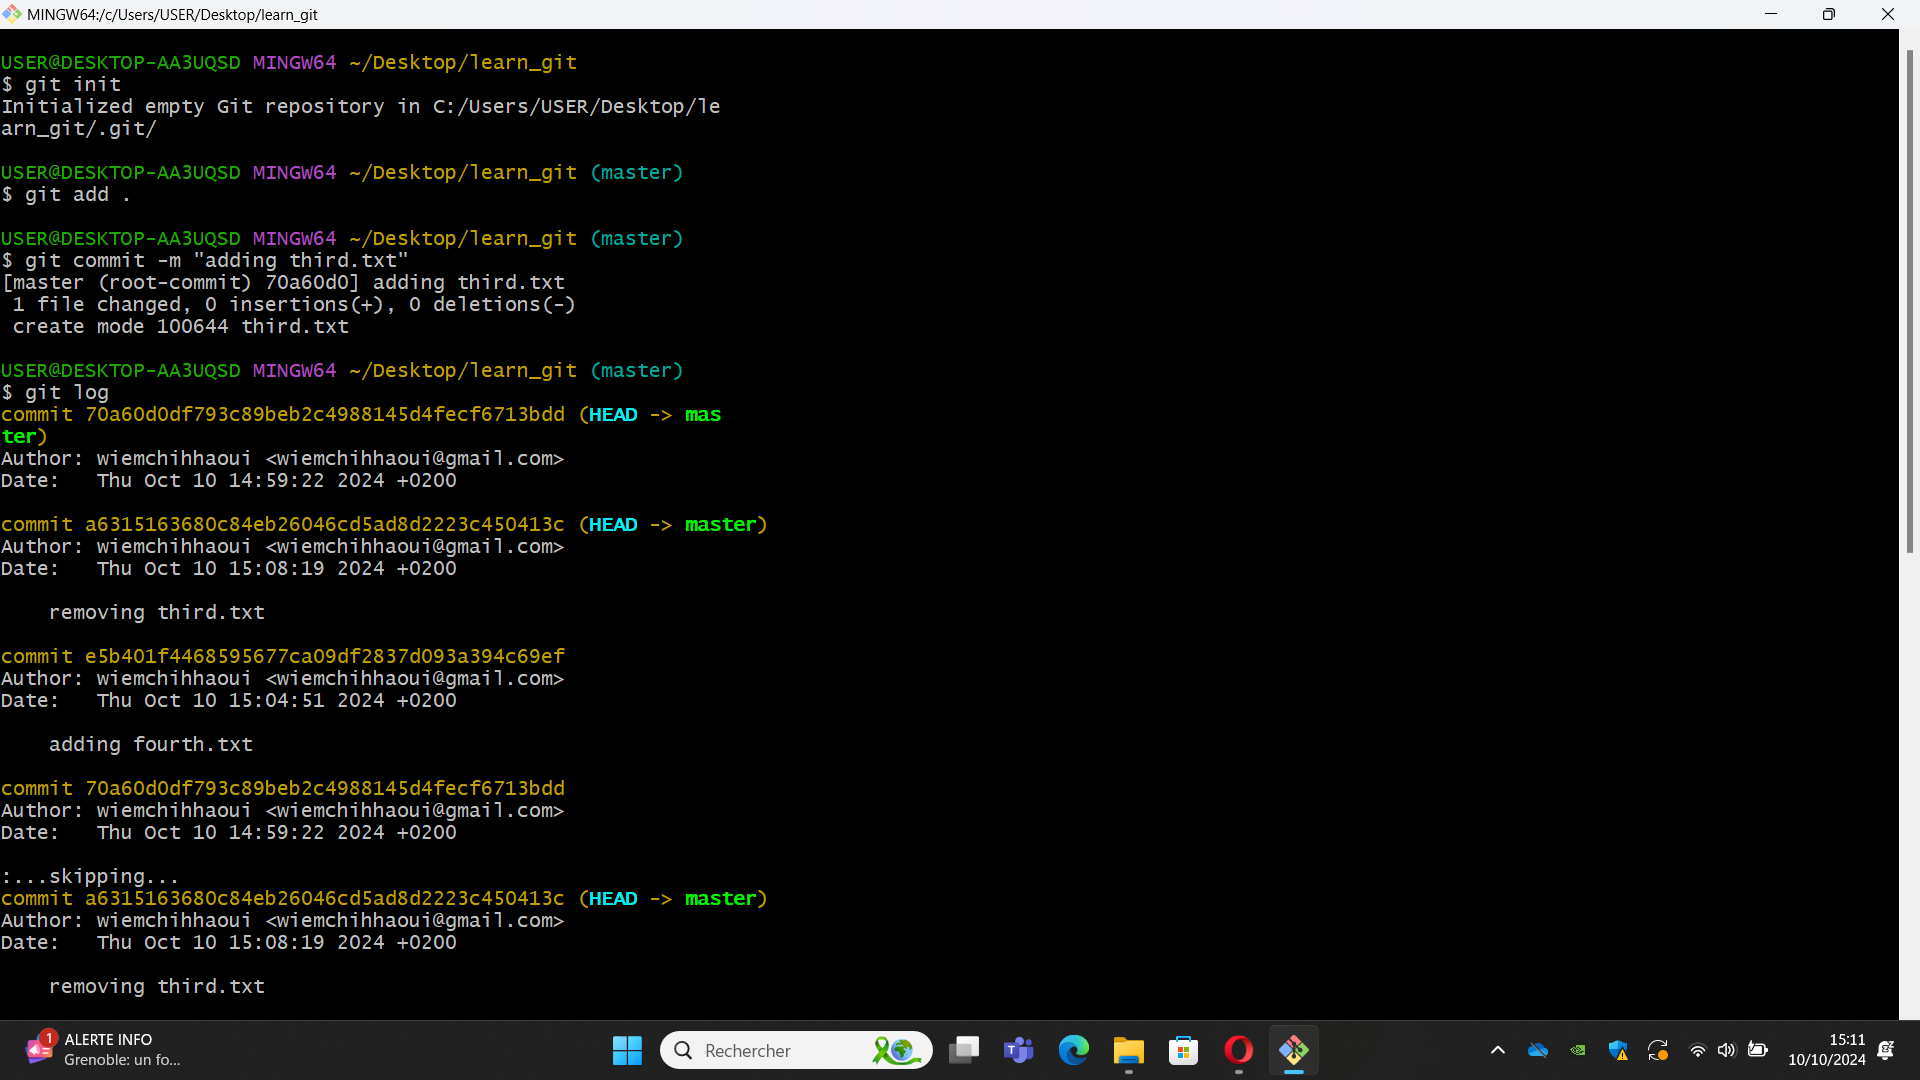 MINGW64:/c/Users/USER/Desktop/learn_git
USER@DESKTOP-AA3UQSD MINGW64 ~/Desktop/learn_git
$ git init
Initialized empty Git repository in C:/Users/USER/Desktop/le
arn_git/.git/
USER@DESKTOP-AA3UQSD MINGW64 ~/Desktop/learn_git (master)
$ git add .
USER@DESKTOP-AA3UQSD MINGW64 ~/Desktop/learn_git (master)
$ git commit -m "adding third.txt"
[master (root-commit) 70a60d0] adding third.txt
 1 file changed, 0 insertions(+), 0 deletions(-)
 create mode 100644 third.txt
USER@DESKTOP-AA3UQSD MINGW64 ~/Desktop/learn_git (master)
$ git log
commit 70a60d0df793c89beb2c4988145d4fecf6713bdd (HEAD -> mas
ter)
Author: wiemchihhaoui <wiemchihhaoui@gmail.com>
Date:   Thu Oct 10 14:59:22 2024 +0200
commit a6315163680c84eb26046cd5ad8d2223c450413c (HEAD -> master)
Author: wiemchihhaoui <wiemchihhaoui@gmail.com>
Date:   Thu Oct 10 15:08:19 2024 +0200
    removing third.txt
commit e5b401f4468595677ca09df2837d093a394c69ef
Author: wiemchihhaoui <wiemchihhaoui@gmail.com>
Date:   Thu Oct 10 15:04:51 2024 +0200
    adding fourth.txt
commit 70a60d0df793c89beb2c4988145d4fecf6713bdd
Author: wiemchihhaoui <wiemchihhaoui@gmail.com>
Date:   Thu Oct 10 14:59:22 2024 +0200
:...skipping...
commit a6315163680c84eb26046cd5ad8d2223c450413c (HEAD -> master)
Author: wiemchihhaoui <wiemchihhaoui@gmail.com>
Date:   Thu Oct 10 15:08:19 2024 +0200
    removing third.txt
1
ALERTE INFO
Grenoble: un fo...
Rechercher
15:11
10/10/2024